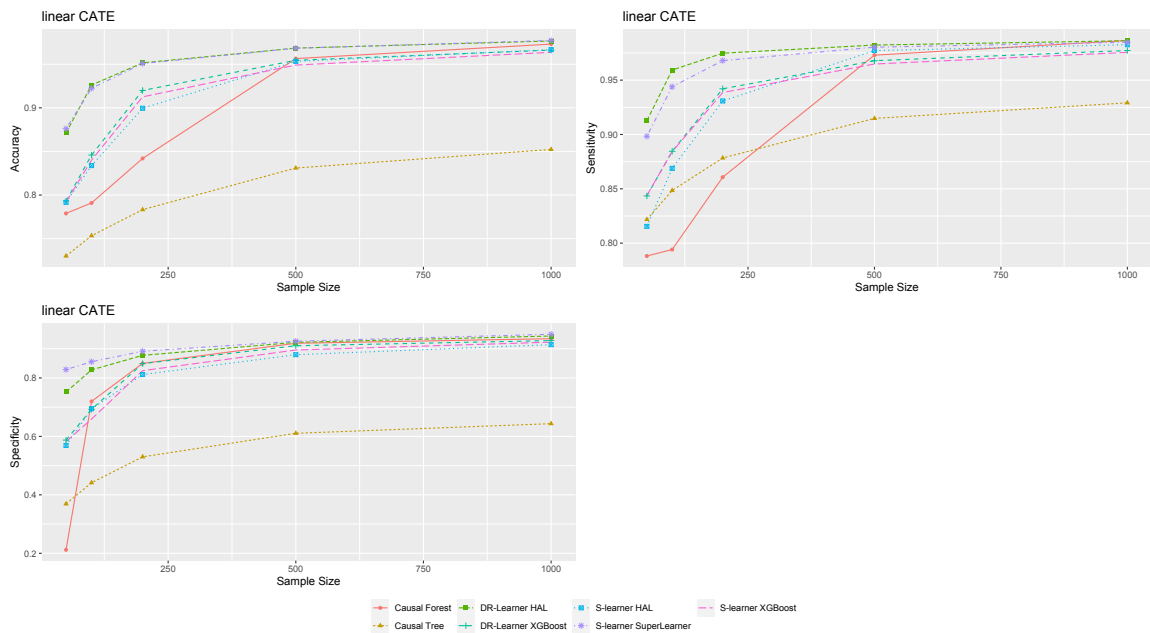 linear CATE
Accuracy
0.9
0.8
250
500
750
1000
Sample Size
linear CATE
Sensitivity
0.95
0.90
0.85
0.80
250
500
750
1000
Sample Size
linear CATE
Specificity
0.8
0.6
0.4
0.2
250
500
750
1000
Sample Size
Causal Forest
DR-Learner HAL
S-learner HAL
S-learner XGBoost
Causal Tree
DR-Learner XGBoost
S-learner SuperLearner